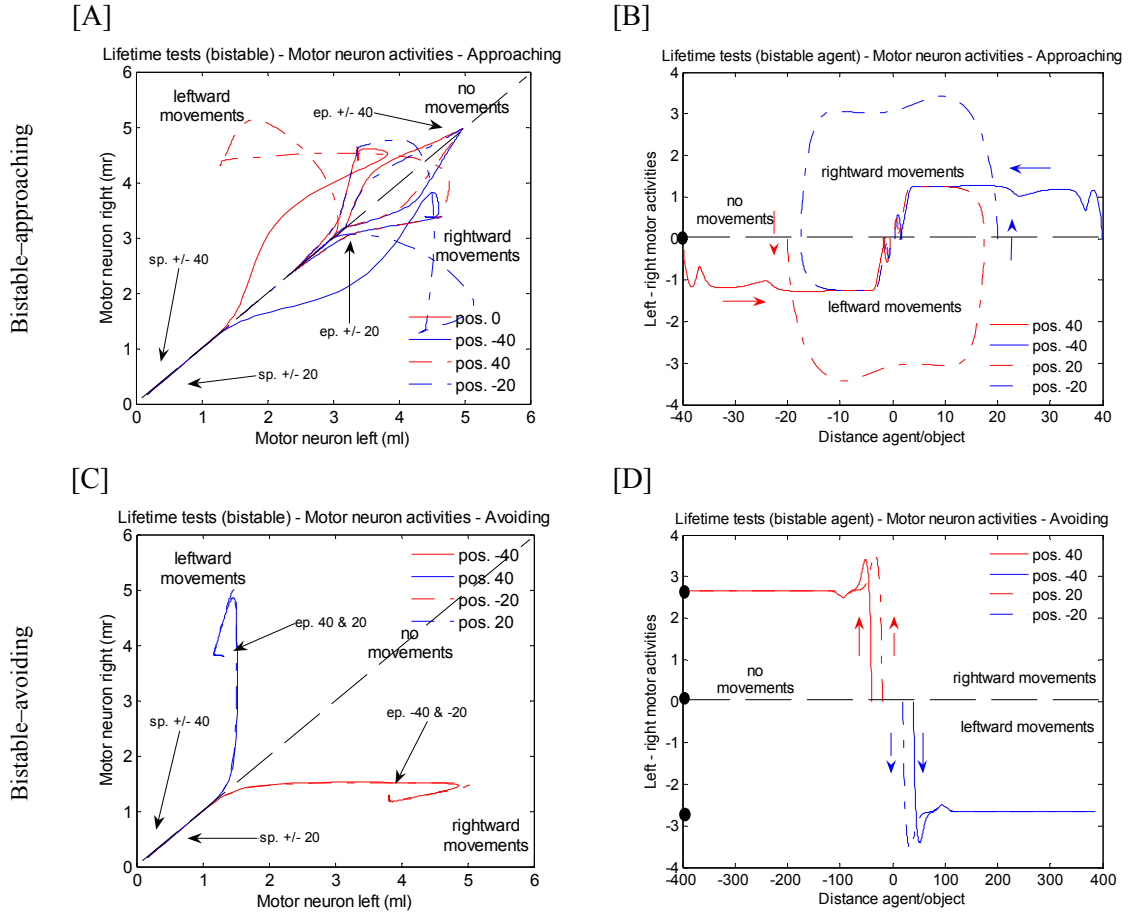 [A]
Lifetime tests (bistable) - Motor neuron activities - Approaching
6
5
4
3
2
1
0
0
1
2
3
4
5
6
Motor neuron right (mr)
Motor neuron left (ml)
leftward
movements
ep. +/- 40
no
movements
rightward
movements
sp. +/- 40
sp. +/- 20
ep. +/- 20
pos. 0
pos. -40
pos. 40
pos. -20
Bistable–approaching
[B]
Lifetime tests (bistable agent) - Motor neuron activities - Approaching
4
3
2
1
0
-1
-2
-3
-4
-40
-30
-20
-10
0
10
20
30
40
Left - right motor activities
Distance agent/object
no
movements
rightward movements
leftward movements
pos. 40
pos. -40
pos. 20
pos. -20
[C]
Lifetime tests (bistable) - Motor neuron activities - Avoiding
6
5
4
3
2
1
0
0
1
2
3
4
5
6
Motor neuron right (mr)
Motor neuron left (ml)
leftward
movements
ep. 40 & 20
no
movements
sp. +/- 40
sp. +/- 20
ep. -40 & -20
rightward
movements
pos. -40
pos. 40
pos. -20
pos. 20
Bistable–avoiding
[D]
Lifetime tests (bistable agent) - Motor neuron activities - Avoiding
4
3
2
1
0
-1
-2
-3
-4
-400
-300
-200
-100
0
100
200
300
400
Left - right motor activities
Distance agent/object
no
movements
rightward movements
leftward movements
pos. 40
pos. -40
pos. 20
pos. -20